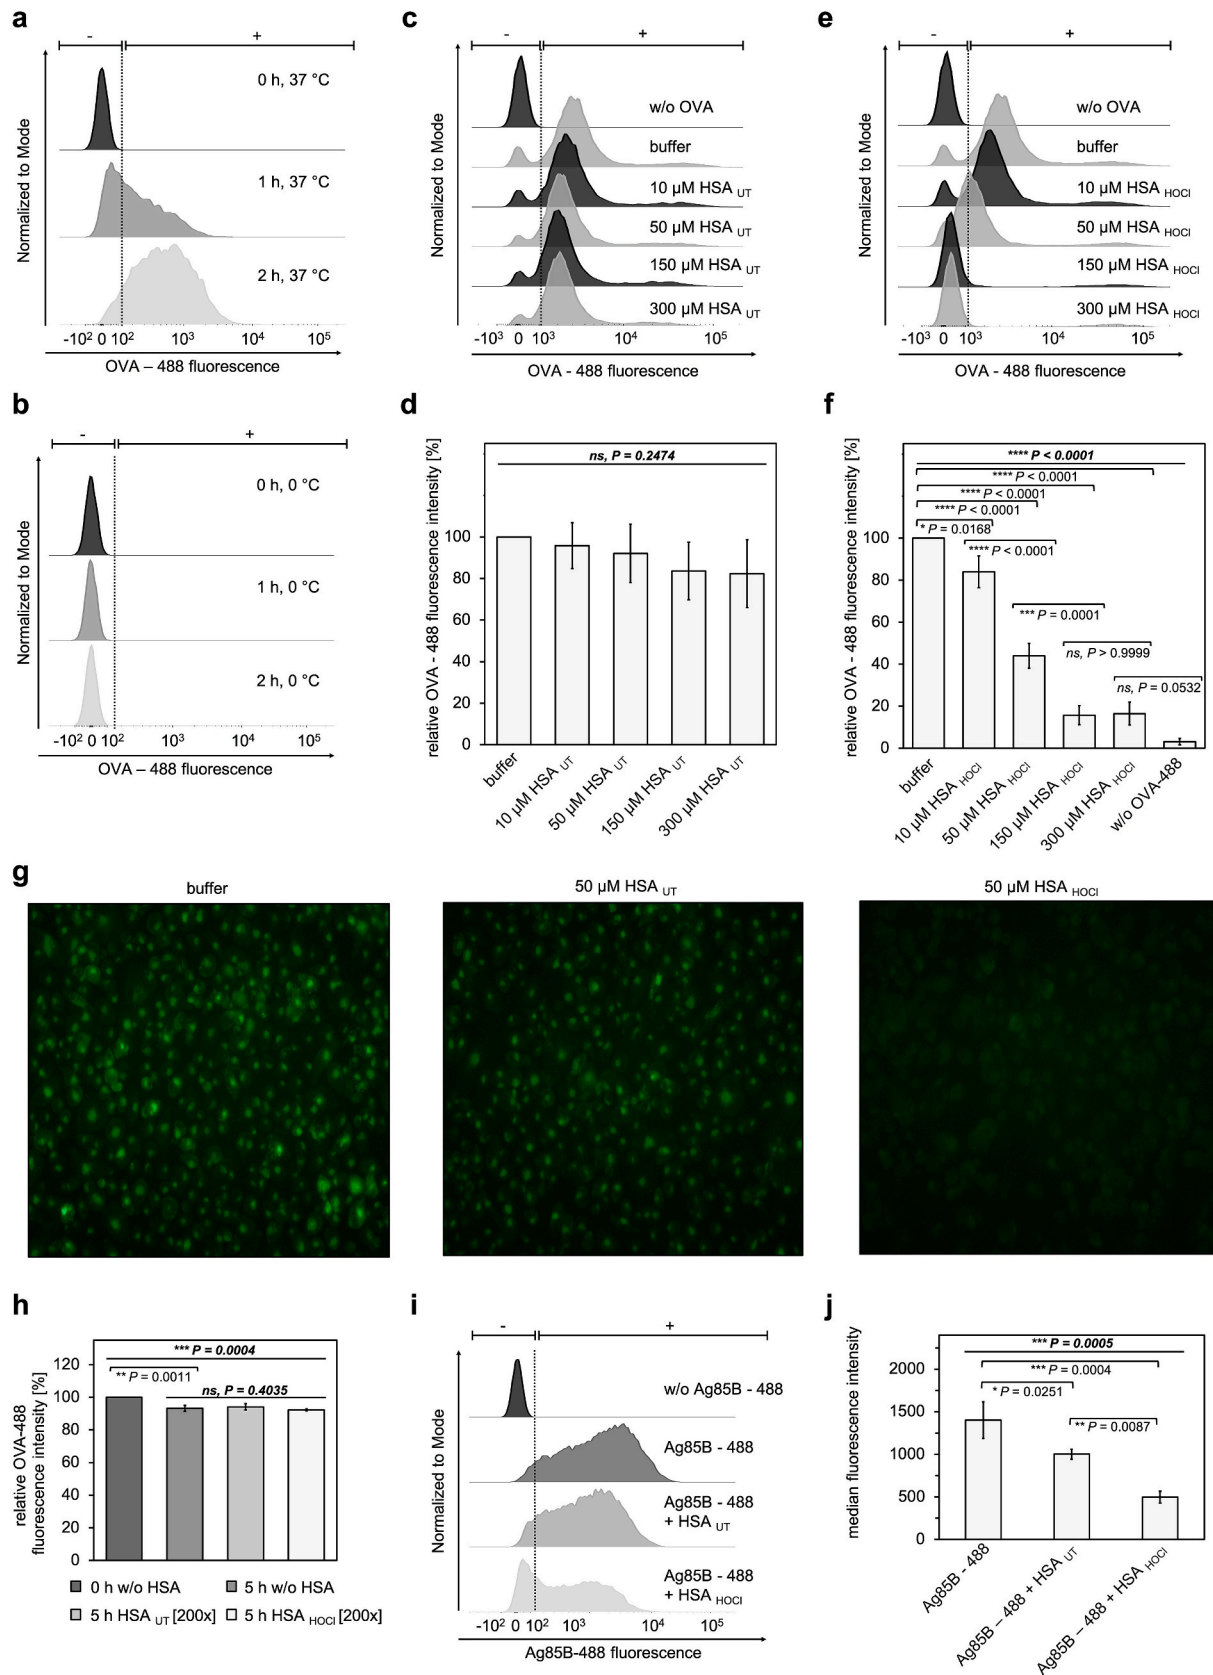 a
- +
0 h, 37 °C
1 h, 37 °C
2 h, 37 °C
Normalized to Mode
-10² 0 10² 10³ 10⁴ 10⁵
OVA – 488 fluorescence
b
- +
0 h, 0 °C
1 h, 0 °C
2 h, 0 °C
Normalized to Mode
-10² 0 10² 10³ 10⁴ 10⁵
OVA – 488 fluorescence
c
- +
w/o OVA
buffer
10 µM HSA UT
50 µM HSA UT
150 µM HSA UT
300 µM HSA UT
Normalized to Mode
-10³ 0 10³ 10⁴ 10⁵
OVA - 488 fluorescence
d
ns, P = 0.2474
relative OVA - 488 fluorescence intensity [%]
100
80
60
40
20
0
buffer
10 µM HSA UT
50 µM HSA UT
150 µM HSA UT
300 µM HSA UT
e
- +
w/o OVA
buffer
10 µM HSA HOCl
50 µM HSA HOCl
150 µM HSA HOCl
300 µM HSA HOCl
Normalized to Mode
-10³ 0 10³ 10⁴ 10⁵
OVA - 488 fluorescence
f
**** P < 0.0001
**** P < 0.0001
**** P < 0.0001
**** P < 0.0001
* P = 0.0168
**** P < 0.0001
*** P = 0.0001
ns, P > 0.9999
ns, P = 0.0532
relative OVA - 488 fluorescence intensity [%]
100
80
60
40
20
0
buffer
10 µM HSA HOCl
50 µM HSA HOCl
150 µM HSA HOCl
300 µM HSA HOCl
w/o OVA-488
g
buffer
50 µM HSA UT
50 µM HSA HOCl
h
*** P = 0.0004
** P = 0.0011
ns, P = 0.4035
relative OVA-488
fluorescence intensity [%]
120
100
80
60
40
20
0
0 h w/o HSA 5 h w/o HSA
5 h HSA UT [200x] 5 h HSA HOCl [200x]
i
- +
w/o Ag85B - 488
Ag85B - 488
Ag85B - 488
+ HSA UT
Ag85B - 488
+ HSA HOCl
Normalized to Mode
-10² 0 10² 10³ 10⁴ 10⁵
Ag85B-488 fluorescence
j
*** P = 0.0005
*** P = 0.0004
* P = 0.0251
** P = 0.0087
median fluorescence intensity
2000
1500
1000
500
0
Ag85B - 488
Ag85B – 488 + HSA UT
Ag85B – 488 + HSA HOCl